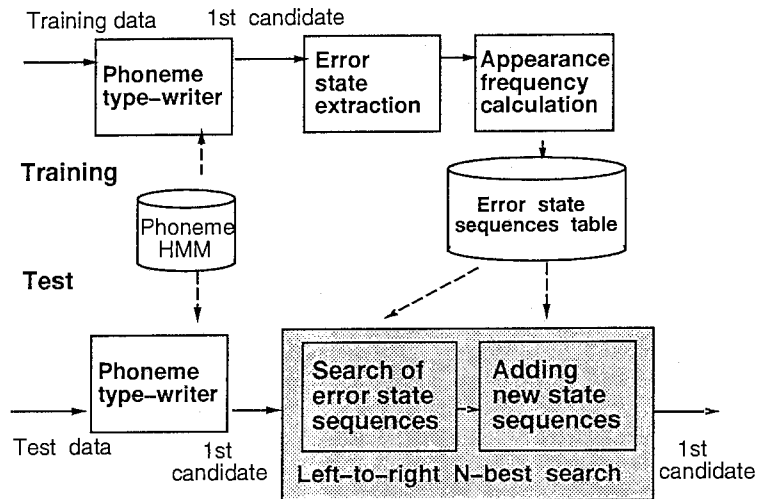 Training data
1st candidate
Phoneme
type-writer
Error
state
extraction
Appearance
frequency
calculation
Training
Phoneme
HMM
Error state
sequences table
Test
Phoneme
type-writer
Search of
error state
sequences
Adding
new state
sequences
Test data
1st
candidate
Left-to-right N-best search
1st
candidate